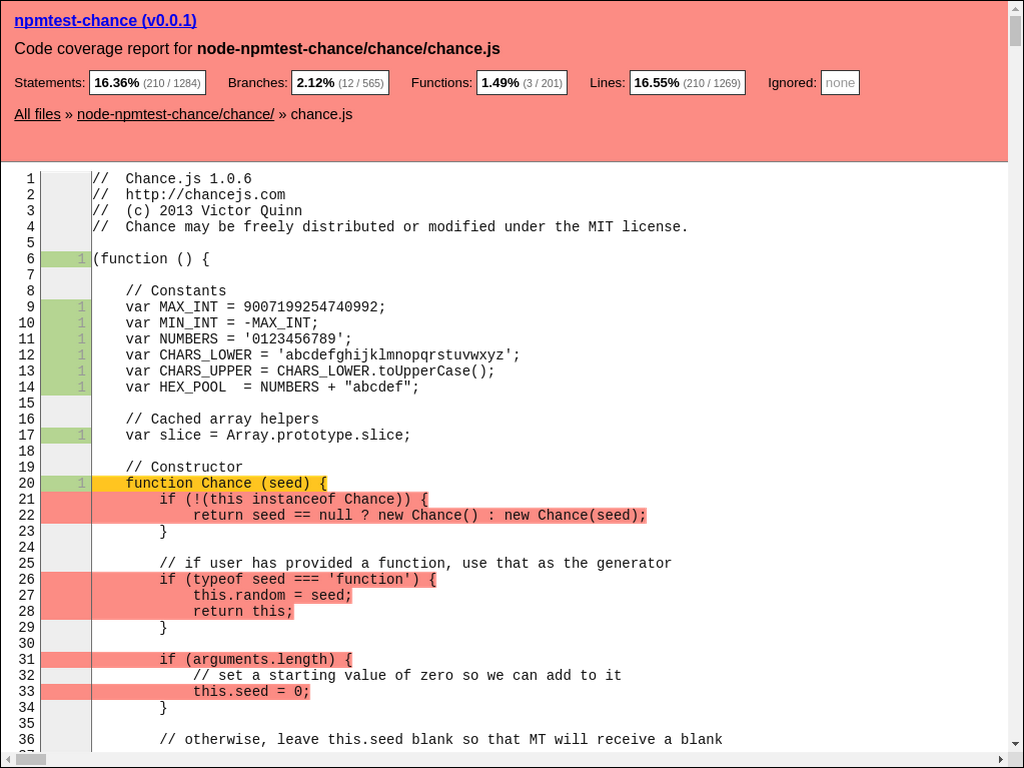 npmtest-chance (v0.0.1)
Code coverage report for node-npmtest-chance/chance/chance.js
Statements: 16.36% (210 / 1284) Branches: 2.12% (12 / 565) Functions: 1.49% (3 / 201) Lines: 16.55% (210 / 1269) Ignored: none
All files » node-npmtest-chance/chance/ » chance.js
1 // Chance.js 1.0.6
2 // http://chancejs.com
3 // (c) 2013 Victor Quinn
4 // Chance may be freely distributed or modified under the MIT license.
5
6 1 (function () {
7
8 // Constants
9 1 var MAX_INT = 9007199254740992;
10 1 var MIN_INT = -MAX_INT;
11 1 var NUMBERS = '0123456789';
12 1 var CHARS_LOWER = 'abcdefghijklmnopqrstuvwxyz';
13 1 var CHARS_UPPER = CHARS_LOWER.toUpperCase();
14 1 var HEX_POOL  = NUMBERS + "abcdef";
15
16 // Cached array helpers
17 1 var slice = Array.prototype.slice;
18
19 // Constructor
20 1 function Chance (seed) {
21 if (!(this instanceof Chance)) {
22 return seed == null ? new Chance() : new Chance(seed);
23 }
24
25 // if user has provided a function, use that as the generator
26 if (typeof seed === 'function') {
27 this.random = seed;
28 return this;
29 }
30
31 if (arguments.length) {
32 // set a starting value of zero so we can add to it
33 this.seed = 0;
34 }
35
36 // otherwise, leave this.seed blank so that MT will receive a blank